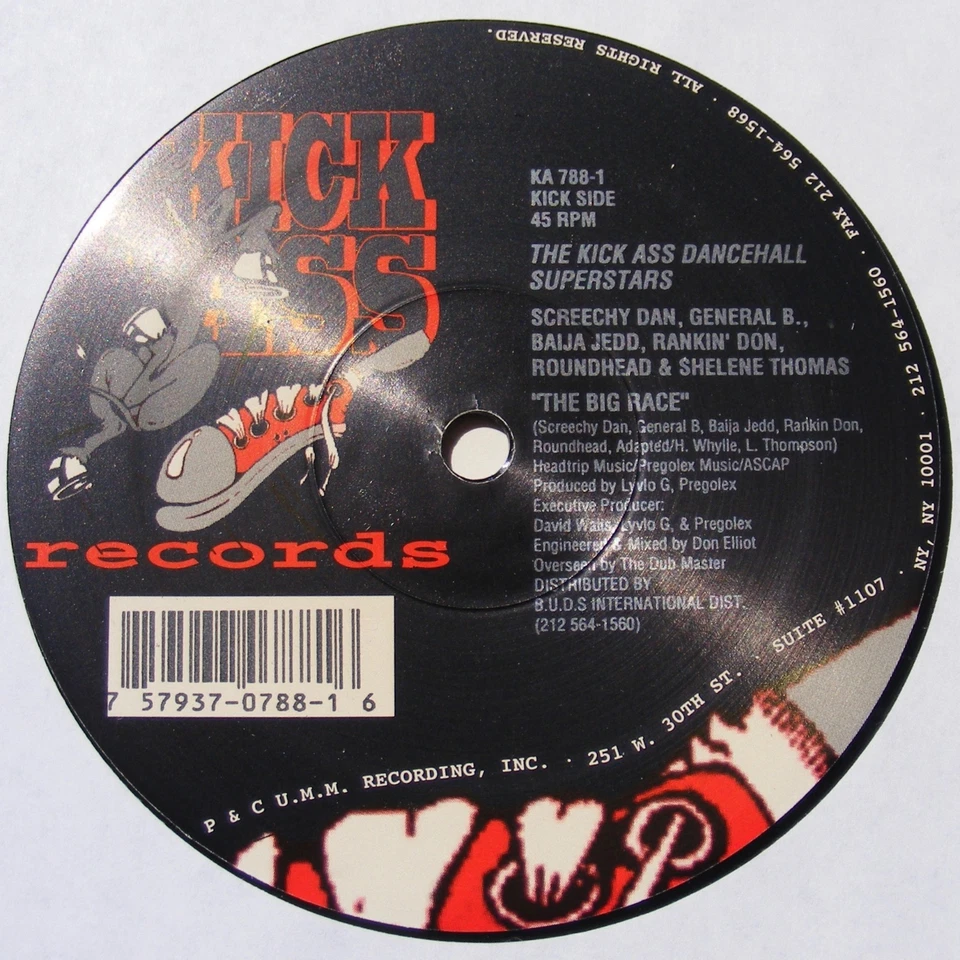 KICK
ASS
records
7 57937-0788-1 6
KA 788-1
KICK SIDE
45 RPM
THE KICK ASS DANCEHALL
SUPERSTARS
SCREECHY DAN, GENERAL B.,
BAIJA JEDD, RANKIN' DON,
ROUNDHEAD & SHELENE THOMAS
"THE BIG RACE"
(Screechy Dan, General B, Baija Jedd, Rankin Don,
Roundhead, Adapted/H. Whylle, L. Thompson)
Headtrip Music/Pregolex Music/ASCAP
Produced by Lyvio G, Pregolex
Executive Producer:
David Watts, Lyvio G, & Pregolex
Engineered & Mixed by Don Elliot
Overseen by The Dub Master
DISTRIBUTED BY
B.U.D.S INTERNATIONAL DIST.
(212 564-1560)
P & C U.M.M. RECORDING, INC. · 251 W. 30TH ST. · SUITE #1107 · NY, NY 10001 · 212 564-1560 · FAX 212 564-1568 · ALL RIGHTS RESERVED.